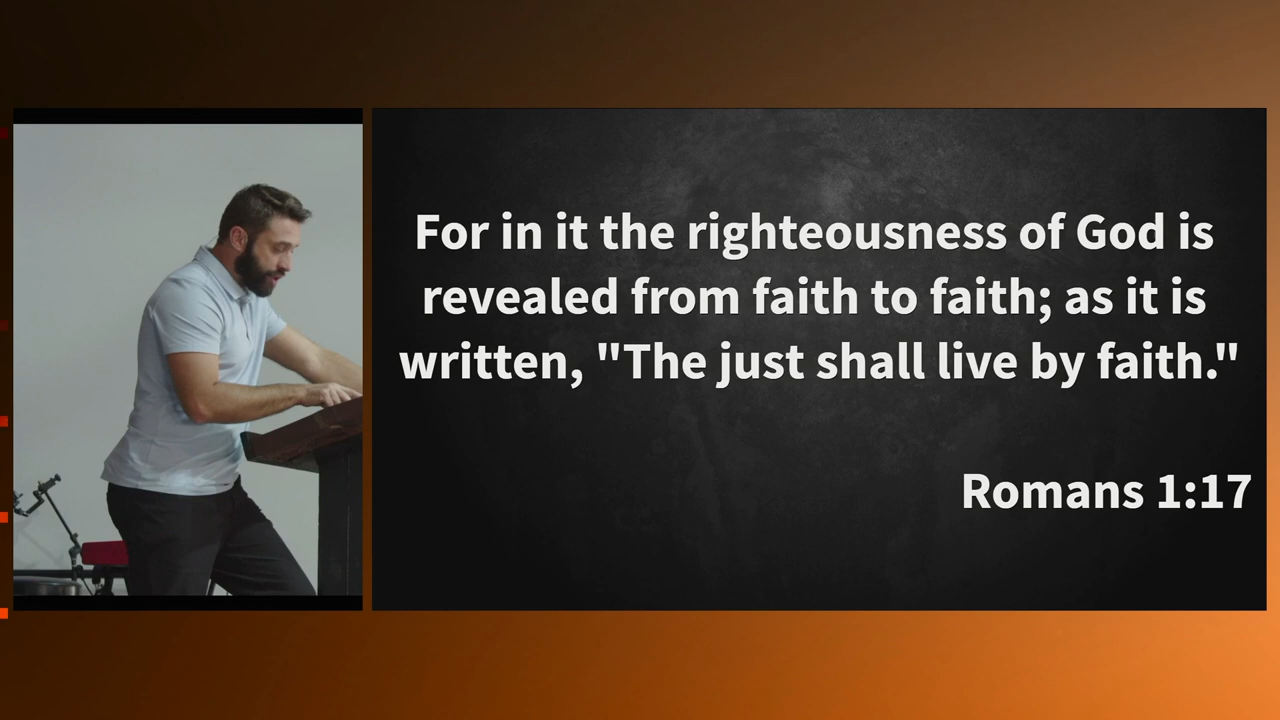 For in it the righteousness of God is
revealed from faith to faith; as it is
written, "The just shall live by faith."
Romans 1:17